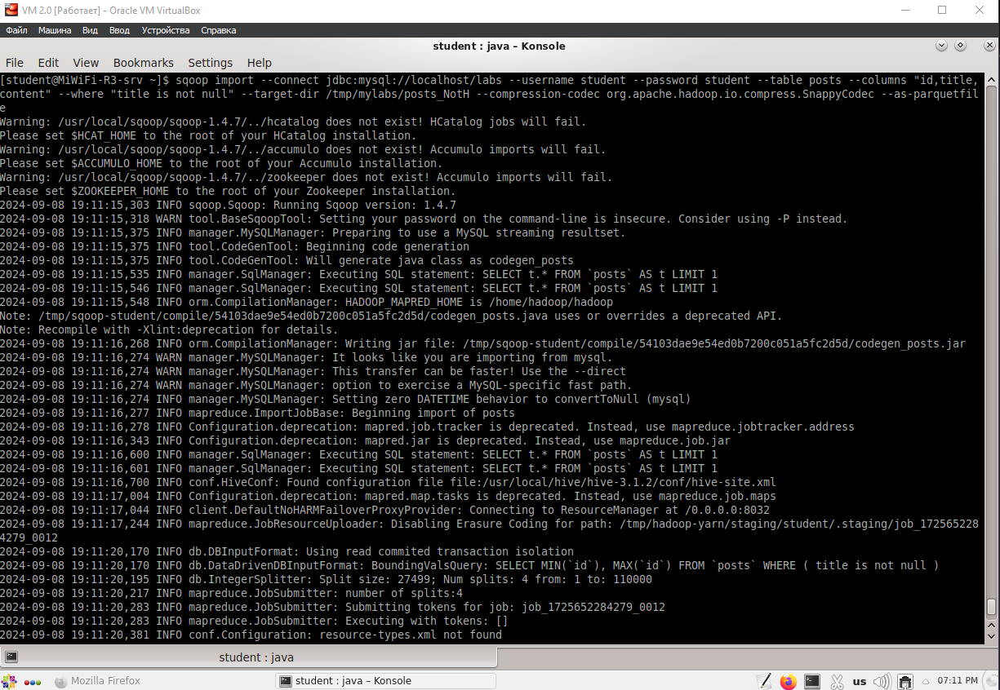 VM 2.0 [Работает] - Oracle VM VirtualBox
Файл Машина Вид Ввод Устройства Справка
student : java – Konsole
File Edit View Bookmarks Settings Help
[student@MiWiFi-R3-srv ~]$ sqoop import --connect jdbc:mysql://localhost/labs --username student --password student --table posts --columns "id,title,
content" --where "title is not null" --target-dir /tmp/mylabs/posts_NotH --compression-codec org.apache.hadoop.io.compress.SnappyCodec --as-parquetfil
e
Warning: /usr/local/sqoop/sqoop-1.4.7/../hcatalog does not exist! HCatalog jobs will fail.
Please set $HCAT_HOME to the root of your HCatalog installation.
Warning: /usr/local/sqoop/sqoop-1.4.7/../accumulo does not exist! Accumulo imports will fail.
Please set $ACCUMULO_HOME to the root of your Accumulo installation.
Warning: /usr/local/sqoop/sqoop-1.4.7/../zookeeper does not exist! Accumulo imports will fail.
Please set $ZOOKEEPER_HOME to the root of your Zookeeper installation.
2024-09-08 19:11:15,303 INFO sqoop.Sqoop: Running Sqoop version: 1.4.7
2024-09-08 19:11:15,318 WARN tool.BaseSqoopTool: Setting your password on the command-line is insecure. Consider using -P instead.
2024-09-08 19:11:15,375 INFO manager.MySQLManager: Preparing to use a MySQL streaming resultset.
2024-09-08 19:11:15,375 INFO tool.CodeGenTool: Beginning code generation
2024-09-08 19:11:15,375 INFO tool.CodeGenTool: Will generate java class as codegen_posts
2024-09-08 19:11:15,535 INFO manager.SqlManager: Executing SQL statement: SELECT t.* FROM `posts` AS t LIMIT 1
2024-09-08 19:11:15,546 INFO manager.SqlManager: Executing SQL statement: SELECT t.* FROM `posts` AS t LIMIT 1
2024-09-08 19:11:15,548 INFO orm.CompilationManager: HADOOP_MAPRED_HOME is /home/hadoop/hadoop
Note: /tmp/sqoop-student/compile/54103dae9e54ed0b7200c051a5fc2d5d/codegen_posts.java uses or overrides a deprecated API.
Note: Recompile with -Xlint:deprecation for details.
2024-09-08 19:11:16,268 INFO orm.CompilationManager: Writing jar file: /tmp/sqoop-student/compile/54103dae9e54ed0b7200c051a5fc2d5d/codegen_posts.jar
2024-09-08 19:11:16,274 WARN manager.MySQLManager: It looks like you are importing from mysql.
2024-09-08 19:11:16,274 WARN manager.MySQLManager: This transfer can be faster! Use the --direct
2024-09-08 19:11:16,274 WARN manager.MySQLManager: option to exercise a MySQL-specific fast path.
2024-09-08 19:11:16,274 INFO manager.MySQLManager: Setting zero DATETIME behavior to convertToNull (mysql)
2024-09-08 19:11:16,277 INFO mapreduce.ImportJobBase: Beginning import of posts
2024-09-08 19:11:16,278 INFO Configuration.deprecation: mapred.job.tracker is deprecated. Instead, use mapreduce.jobtracker.address
2024-09-08 19:11:16,343 INFO Configuration.deprecation: mapred.jar is deprecated. Instead, use mapreduce.job.jar
2024-09-08 19:11:16,600 INFO manager.SqlManager: Executing SQL statement: SELECT t.* FROM `posts` AS t LIMIT 1
2024-09-08 19:11:16,601 INFO manager.SqlManager: Executing SQL statement: SELECT t.* FROM `posts` AS t LIMIT 1
2024-09-08 19:11:16,700 INFO conf.HiveConf: Found configuration file file:/usr/local/hive/hive-3.1.2/conf/hive-site.xml
2024-09-08 19:11:17,004 INFO Configuration.deprecation: mapred.map.tasks is deprecated. Instead, use mapreduce.job.maps
2024-09-08 19:11:17,044 INFO client.DefaultNoHARMFailoverProxyProvider: Connecting to ResourceManager at /0.0.0.0:8032
2024-09-08 19:11:17,244 INFO mapreduce.JobResourceUploader: Disabling Erasure Coding for path: /tmp/hadoop-yarn/staging/student/.staging/job_172565228
4279_0012
2024-09-08 19:11:20,170 INFO db.DBInputFormat: Using read commited transaction isolation
2024-09-08 19:11:20,170 INFO db.DataDrivenDBInputFormat: BoundingValsQuery: SELECT MIN(`id`), MAX(`id`) FROM `posts` WHERE ( title is not null )
2024-09-08 19:11:20,195 INFO db.IntegerSplitter: Split size: 27499; Num splits: 4 from: 1 to: 110000
2024-09-08 19:11:20,217 INFO mapreduce.JobSubmitter: number of splits:4
2024-09-08 19:11:20,283 INFO mapreduce.JobSubmitter: Submitting tokens for job: job_1725652284279_0012
2024-09-08 19:11:20,283 INFO mapreduce.JobSubmitter: Executing with tokens: []
2024-09-08 19:11:20,381 INFO conf.Configuration: resource-types.xml not found
student : java
Mozilla Firefox student : java – Konsole us 07:11 PM